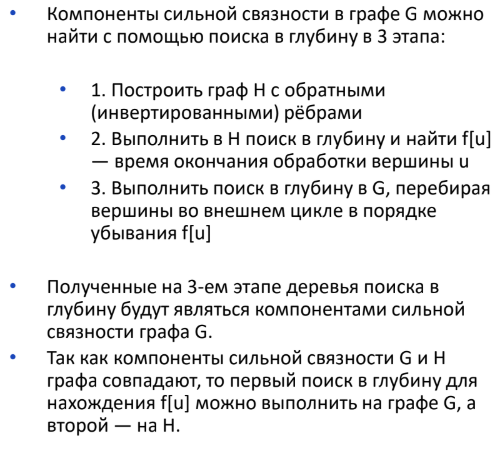 • Компоненты сильной связности в графе G можно
найти с помощью поиска в глубину в 3 этапа:
• 1. Построить граф H с обратными
(инвертированными) рёбрами
• 2. Выполнить в H поиск в глубину и найти f[u]
— время окончания обработки вершины u
• 3. Выполнить поиск в глубину в G, перебирая
вершины во внешнем цикле в порядке
убывания f[u]
• Полученные на 3-ем этапе деревья поиска в
глубину будут являться компонентами сильной
связности графа G.
• Так как компоненты сильной связности G и H
графа совпадают, то первый поиск в глубину для
нахождения f[u] можно выполнить на графе G, а
второй — на H.